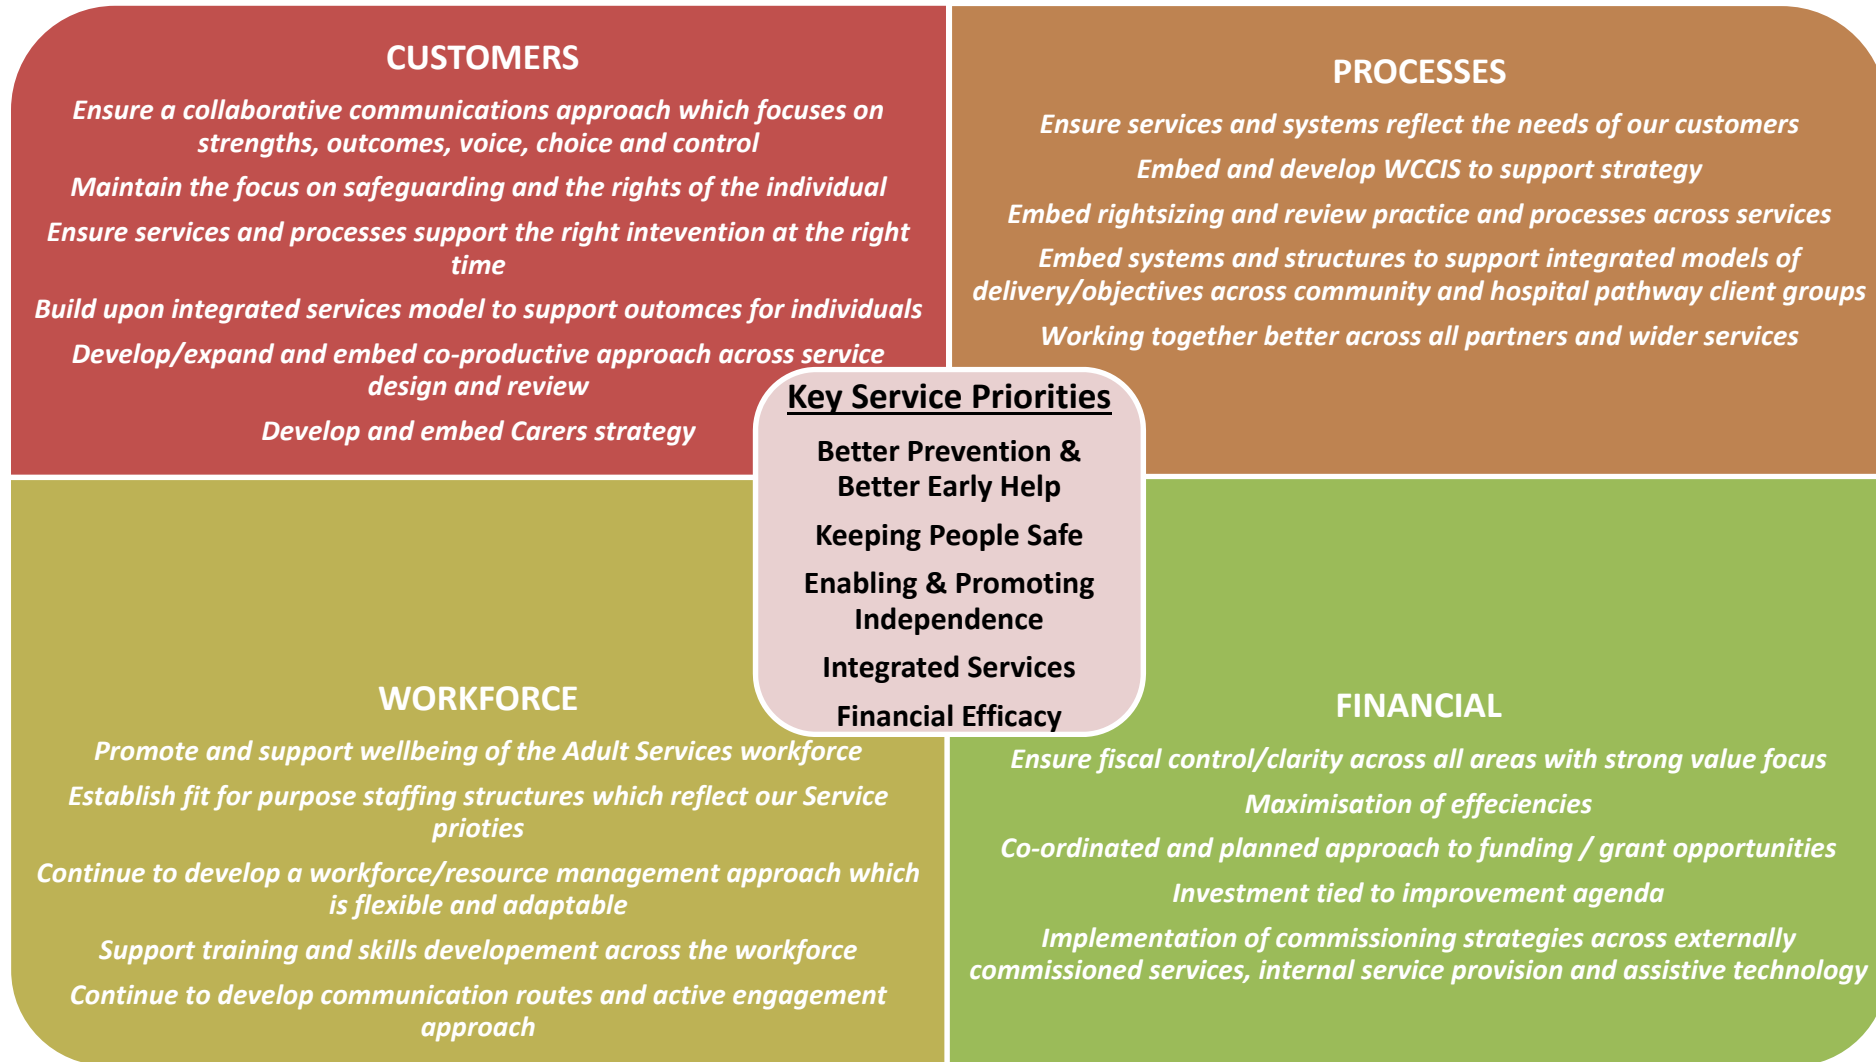 CUSTOMERS
Ensure a collaborative communications approach which focuses on
strengths, outcomes, voice, choice and control
Maintain the focus on safeguarding and the rights of the individual
Ensure services and processes support the right intevention at the right
time
Build upon integrated services model to support outomces for individuals
Develop/expand and embed co-productive approach across service
design and review
Develop and embed Carers strategy
PROCESSES
Ensure services and systems reflect the needs of our customers
Embed and develop WCCIS to support strategy
Embed rightsizing and review practice and processes across services
Embed systems and structures to support integrated models of
delivery/objectives across community and hospital pathway client groups
Working together better across all partners and wider services
Key Service Priorities
Better Prevention &
Better Early Help
Keeping People Safe
Enabling & Promoting
Independence
Integrated Services
Financial Efficacy
WORKFORCE
Promote and support wellbeing of the Adult Services workforce
Establish fit for purpose staffing structures which reflect our Service
prioties
Continue to develop a workforce/resource management approach which
is flexible and adaptable
Support training and skills developement across the workforce
Continue to develop communication routes and active engagement
approach
FINANCIAL
Ensure fiscal control/clarity across all areas with strong value focus
Maximisation of effeciencies
Co-ordinated and planned approach to funding / grant opportunities
Investment tied to improvement agenda
Implementation of commissioning strategies across externally
commissioned services, internal service provision and assistive technology